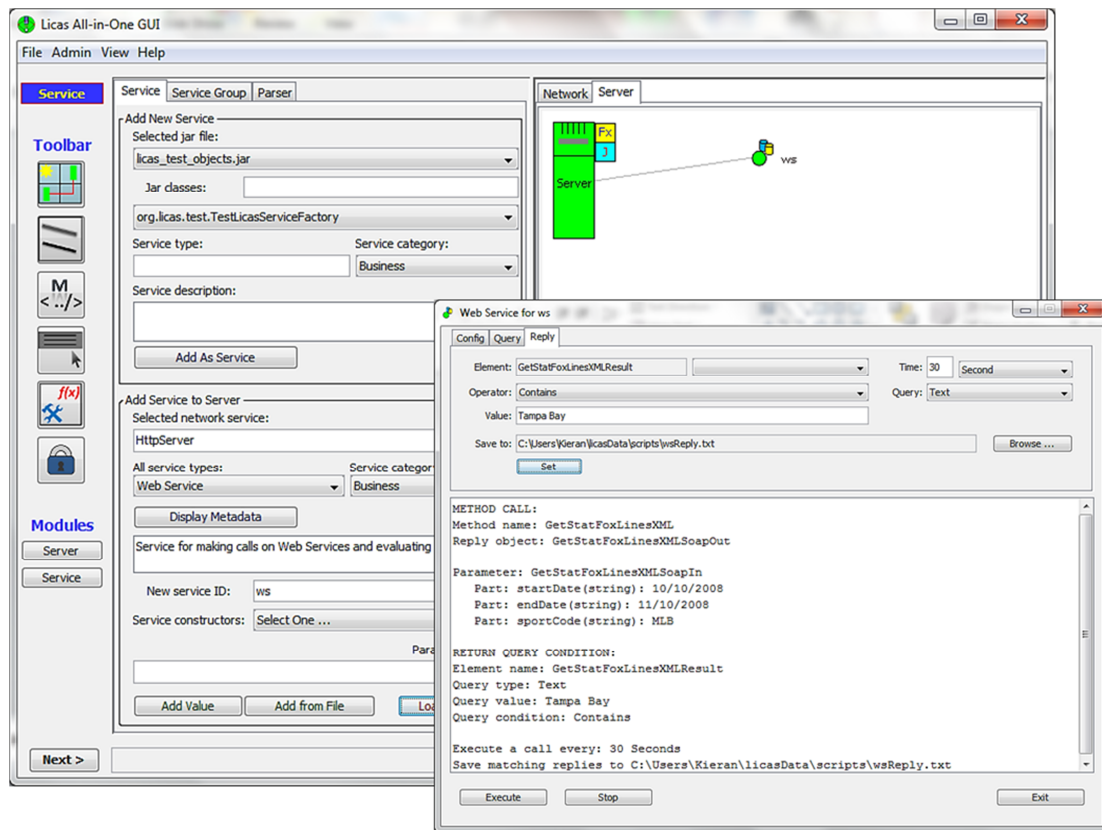 Licas All-in-One GUI
File Admin View Help
Service
Toolbar
M
< ../>
f(x)
Modules
Server
Service
Next >
Service Service Group Parser
Add New Service
Selected jar file:
licas_test_objects.jar
Jar classes:
org.licas.test.TestLicasServiceFactory
Service type: Service category:
Business
Service description:
Add As Service
Add Service to Server
Selected network service:
HttpServer
All service types: Service categor
Web Service Business
Display Metadata
Service for making calls on Web Services and evaluating
New service ID: ws
Service constructors: Select One ...
Para
Add Value Add from File Loa
Network Server
Fx
J
Server
ws
Web Service for ws
Config Query Reply
Element: GetStatFoxLinesXMLResult Time: 30 Second
Operator: Contains Query: Text
Value: Tampa Bay
Save to: C:\Users\Kieran\licasData\scripts\wsReply.txt Browse ...
Set
METHOD CALL:
Method name: GetStatFoxLinesXML
Reply object: GetStatFoxLinesXMLSoapOut
Parameter: GetStatFoxLinesXMLSoapIn
Part: startDate(string): 10/10/2008
Part: endDate(string): 11/10/2008
Part: sportCode(string): MLB
RETURN QUERY CONDITION:
Element name: GetStatFoxLinesXMLResult
Query type: Text
Query value: Tampa Bay
Query condition: Contains
Execute a call every: 30 Seconds
Save matching replies to C:\Users\Kieran\licasData\scripts\wsReply.txt
Execute Stop Exit